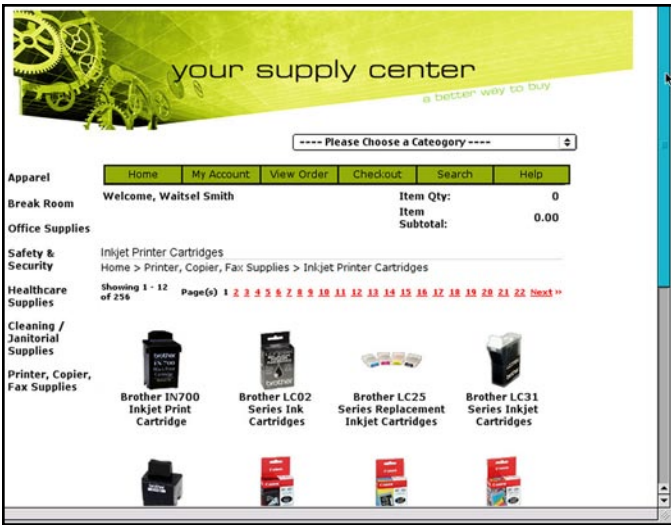 your supply center
a better way to buy
---- Please Choose a Cateogory ----
Home My Account View Order Checkout Search Help
Welcome, Waitsel Smith
Item Qty: 0
Item
Subtotal: 0.00
Apparel
Break Room
Office Supplies
Safety &
Security
Healthcare
Supplies
Cleaning /
Janitorial
Supplies
Printer, Copier,
Fax Supplies
Inkjet Printer Cartridges
Home > Printer, Copier, Fax Supplies > Inkjet Printer Cartridges
Showing 1 - 12
of 256
Page(s) 1 2 3 4 5 6 7 8 9 10 11 12 13 14 15 16 17 18 19 20 21 22 Next »
brother
brother
Brother IN700
Inkjet Print
Cartridge
Brother LC02
Series Ink
Cartridges
Brother LC25
Series Replacement
Inkjet Cartridges
Brother LC31
Series Inkjet
Cartridges